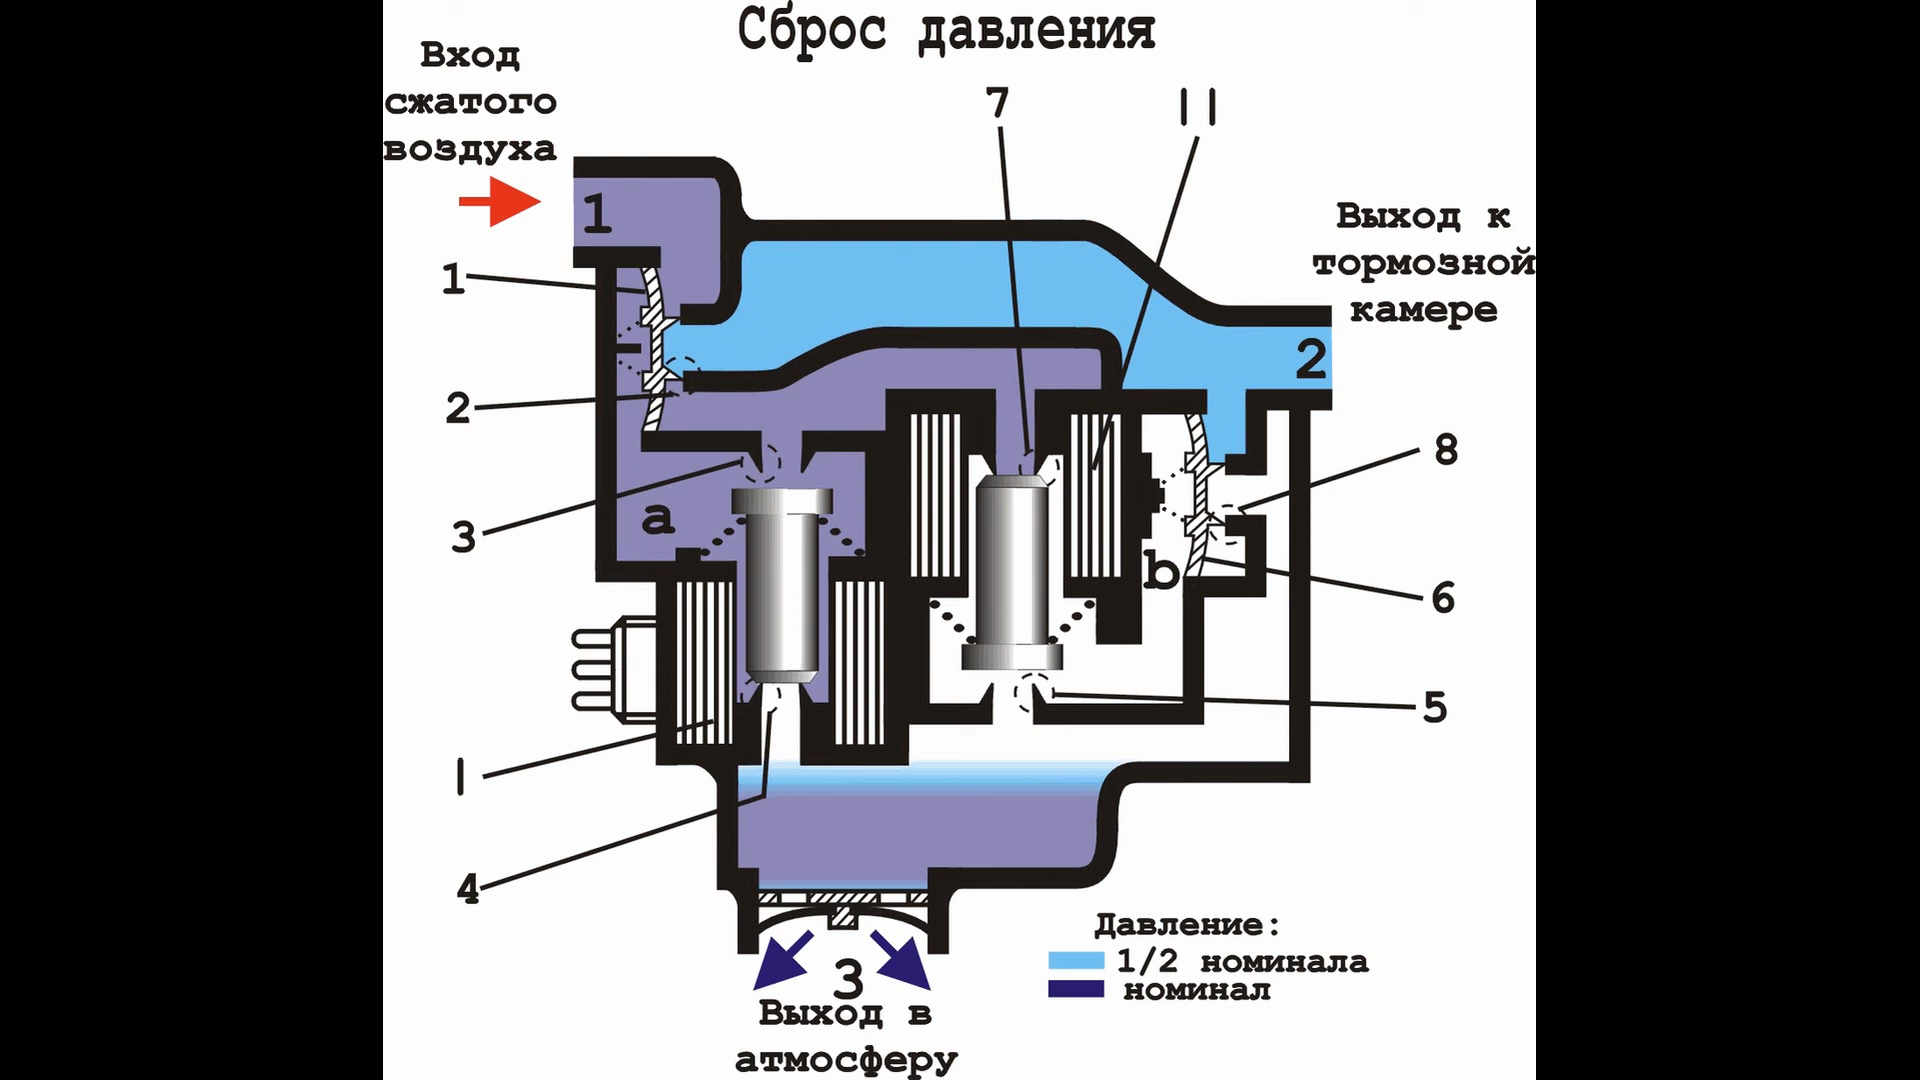 Сброс давления
Вход
сжатого
воздуха
7
||
1
Выход к
тормозной
камере
1
2
2
8
3
a
b
6
5
|
4
Давление:
1/2 номинала
номинал
3
Выход в
атмосферу